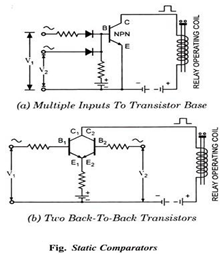 C
B
NPN
E
V1
V2
RELAY OPERATING COIL
(a) Multiple Inputs To Transistor Base
C1 C2
B1 B2
E1 E2
V1
V2
RELAY OPERATING COIL
(b) Two Back-To-Back Transistors
Fig. Static Comparators